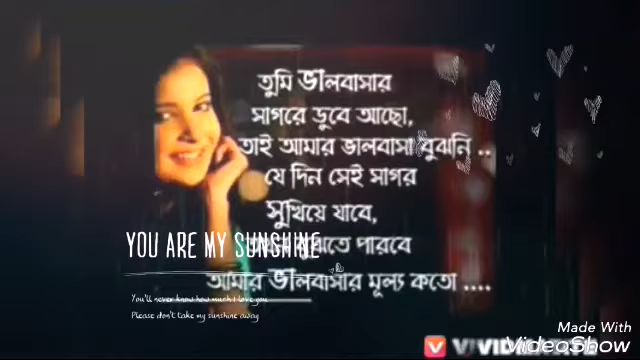 তুমি ভালবাসার
সাগরে ডুবে আছো,
তাই আমার ভালবাসা বুঝনি ..
যে দিন সেই সাগর
সুখিয়ে যাবে,
পারবে
YOU ARE MY SUNSHINE
আমার ভালবাসার মূল্য কতো ....
You'll never know how much I love you
Please don't take my sunshine away
Made With
VideoShow